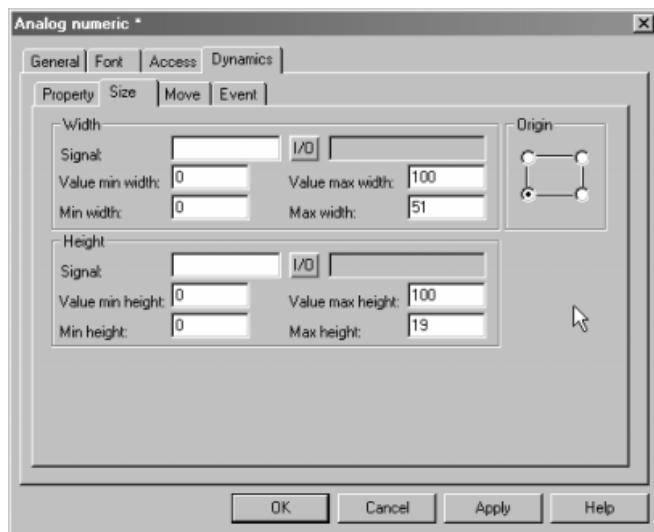 Analog numeric *
General Font Access Dynamics
Property Size Move Event
Width
Origin
Signal: I/O
Value min width: 0 Value max width: 100
Min width: 0 Max width: 51
Height
Signal: I/O
Value min height: 0 Value max height: 100
Min height: 0 Max height: 19
OK Cancel Apply Help